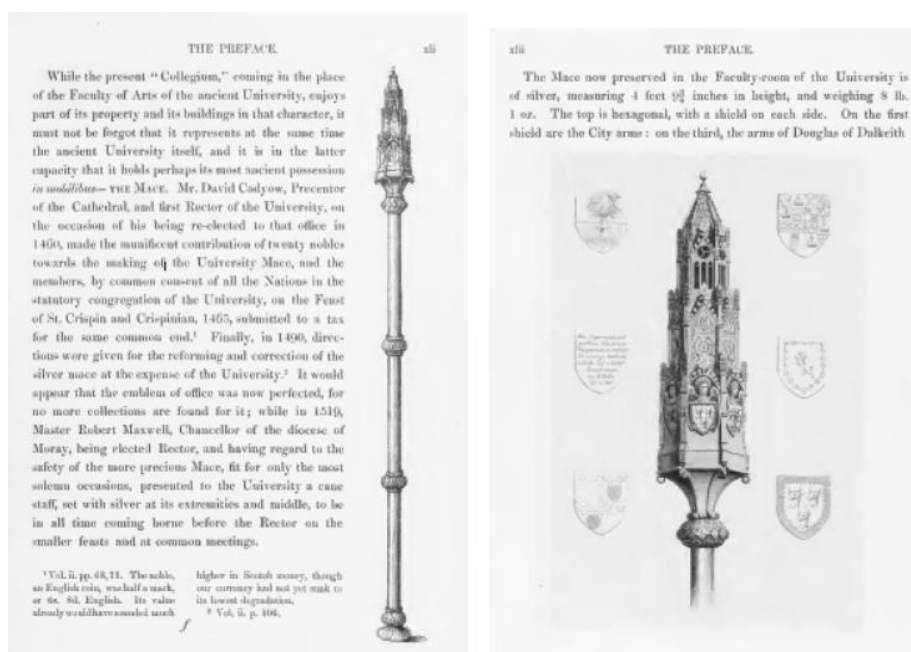 THE PREFACE. xli
While the present “Collegium,” coming in the place
of the Faculty of Arts of the ancient University, enjoys
part of its property and its buildings in that character, it
must not be forgot that it represents at the same time
the ancient University itself, and it is in the latter
capacity that it holds perhaps its most ancient possession
in mobilibus— THE MACE. Mr. David Cadyow, Precentor
of the Cathedral, and first Rector of the University, on
the occasion of his being re-elected to that office in
1460, made the munificent contribution of twenty nobles
towards the making of the University Mace, and the
members, by common consent of all the Nations in the
statutory congregation of the University, on the Feast
of St. Crispin and Crispinian, 1465, submitted to a tax
for the same common end.¹ Finally, in 1490, direc-
tions were given for the reforming and correction of the
silver mace at the expense of the University.² It would
appear that the emblem of office was now perfected, for
no more collections are found for it; while in 1519,
Master Robert Maxwell, Chancellor of the diocese of
Moray, being elected Rector, and having regard to the
safety of the more precious Mace, fit for only the most
solemn occasions, presented to the University a cane
staff, set with silver at its extremities and middle, to be
in all time coming borne before the Rector on the
smaller feasts and at common meetings.
¹ Vol. ii. pp. 68, 71. The noble,
an English coin, was half a mark,
or 6s. 8d. English. Its value
already would have sounded much
higher in Scotch money, though
our currency had not yet sunk to
its lowest degradation.
² Vol. ii. p. 104.
f
xlii THE PREFACE.
The Mace now preserved in the Faculty-room of the University is
of silver, measuring 4 feet 9¾ inches in height, and weighing 8 lb.
1 oz. The top is hexagonal, with a shield on each side. On the first
shield are the City arms: on the third, the arms of Douglas of Dalkeith